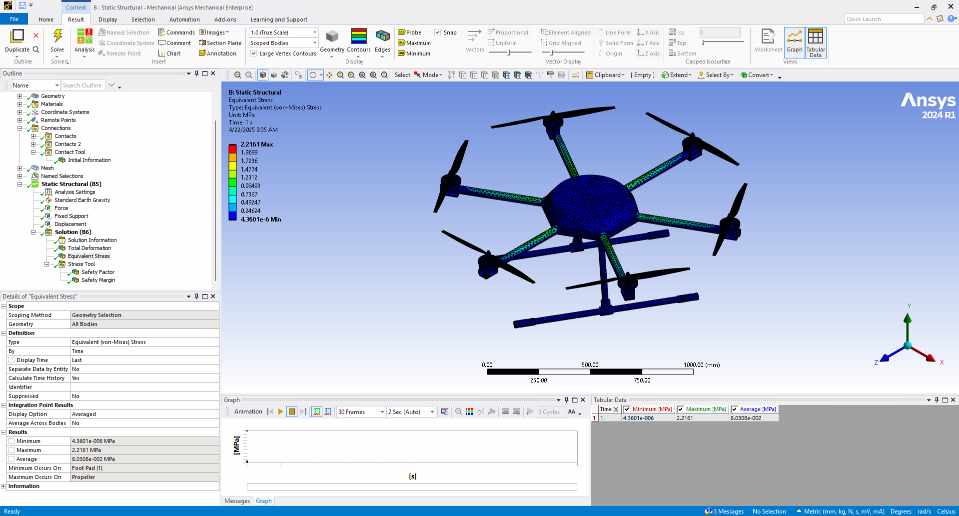 Context
B : Static Structural - Mechanical [Ansys Mechanical Enterprise]
File Home Result Display Selection Automation Add-ons Learning and Support
Quick Launch
Duplicate
Outline
Solve
Solve
Analysis
Named Selection
Coordinate System
Remote Point
Commands
Comment
Chart
Images
Section Plane
Annotation
Insert
1.0 (True Scale)
Scoped Bodies
Large Vertex Contours
Geometry Contours Edges
Probe
Maximum
Minimum
Snap
Display
Vectors
Uniform
Element Aligned
Grid Aligned
Line Form
Solid Form
Origin
X Axis
Y Axis
Z Axis
Vector Display
Iso
Top
Bottom
Capped Isosurface
Worksheet Graph Tabular Data
Views
Outline
Name Search Outline
Geometry
Materials
Coordinate Systems
Remote Points
Connections
Contacts
Contacts 2
Contact Tool
Initial Information
Mesh
Named Selections
Static Structural (B5)
Analysis Settings
Standard Earth Gravity
Force
Fixed Support
Displacement
Solution (B6)
Solution Information
Total Deformation
Equivalent Stress
Stress Tool
Safety Factor
Safety Margin
Select Mode Clipboard [ Empty ] Extend Select By Convert
B: Static Structural
Equivalent Stress
Type: Equivalent (von-Mises) Stress
Unit: MPa
Time: 1 s
2.2161 Max
1.9699
1.7236
1.4774
1.2312
0.98493
0.7387
0.49247
0.24624
4.3601e-6 Min
Ansys
2024 R1
0.00 500.00 1000.00 (mm)
250.00 750.00
Y
Z X
Details of "Equivalent Stress"
Scope
Scoping Method Geometry Selection
Geometry All Bodies
Definition
Type Equivalent (von-Mises) Stress
By Time
Display Time Last
Separate Data by Entity No
Calculate Time History Yes
Identifier
Suppressed No
Integration Point Results
Display Option Averaged
Average Across Bodies No
Results
Minimum 4.3601e-006 MPa
Maximum 2.2161 MPa
Average 8.0308e-002 MPa
Minimum Occurs On Foot Pad (1)
Maximum Occurs On Propeller
Information
Graph
Animation 30 Frames 2 Sec (Auto) 3 Cycles
[MPa]
[s]
Messages Graph
Tabular Data
Time [s] Minimum [MPa] Maximum [MPa] Average [MPa]
1 1. 4.3601e-006 2.2161 8.0308e-002
Ready 3 Messages No Selection Metric (mm, kg, N, s, mV, mA) Degrees rad/s Celsius